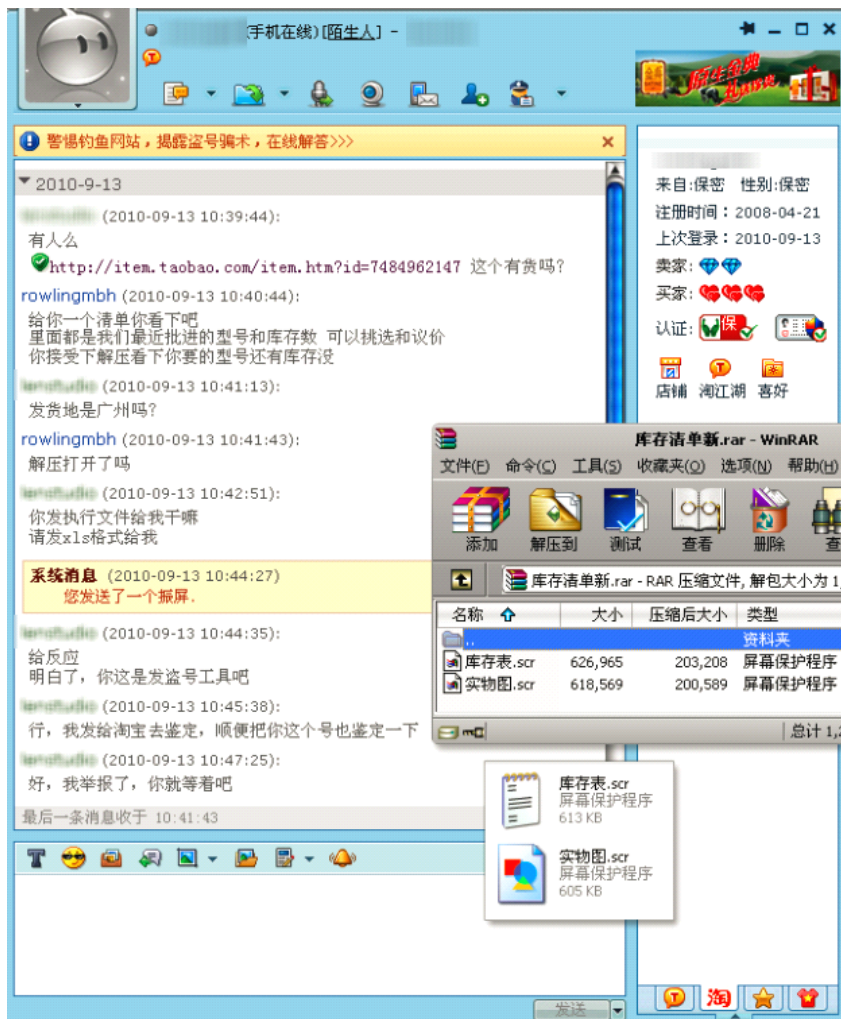 (手机在线)[陌生人] -
原生金典
警惕钓鱼网站，揭露盗号骗术，在线解答>>>
2010-9-13
(2010-09-13 10:39:44):
有人么
http://item.taobao.com/item.htm?id=7484962147 这个有货吗?
rowlingmbh (2010-09-13 10:40:44):
给你一个清单你看下吧
里面都是我们最近批进的型号和库存数 可以挑选和议价
你接受下解压看下你要的型号还有库存没
(2010-09-13 10:41:13):
发货地是广州吗?
rowlingmbh (2010-09-13 10:41:43):
解压打开了吗
(2010-09-13 10:42:51):
你发执行文件给我干嘛
请发xls格式给我
系统消息 (2010-09-13 10:44:27)
您发送了一个振屏.
(2010-09-13 10:44:35):
给反应
明白了，你这是发盗号工具吧
(2010-09-13 10:45:38):
行，我发给淘宝去鉴定，顺便把你这个号也鉴定一下
(2010-09-13 10:47:25):
好，我举报了，你就等着吧
最后一条消息收于 10:41:43
发送
来自:保密 性别:保密
注册时间：2008-04-21
上次登录：2010-09-13
卖家:
买家:
认证: 保
店铺 淘江湖 喜好
库存清单新.rar - WinRAR
文件(F) 命令(C) 工具(S) 收藏夹(O) 选项(N) 帮助(H)
添加 解压到 测试 查看 删除 查
库存清单新.rar - RAR 压缩文件, 解包大小为 1,
名称 大小 压缩后大小 类型
.. 资料夹
库存表.scr 626,965 203,208 屏幕保护程序
实物图.scr 618,569 200,589 屏幕保护程序
总计 1,2
库存表.scr
屏幕保护程序
613 KB
实物图.scr
屏幕保护程序
605 KB
淘